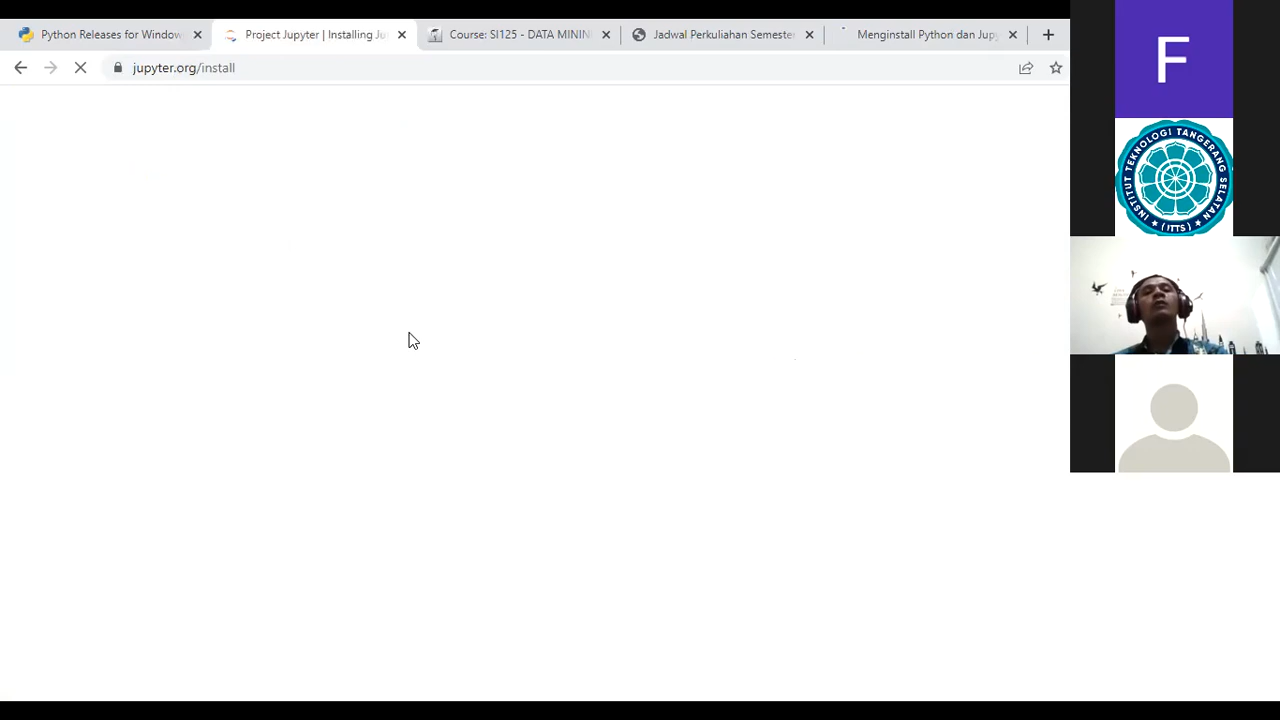 Python Releases for Window
Project Jupyter | Installing Ju
Course: SI125 - DATA MININ
Jadwal Perkuliahan Semester
Menginstall Python dan Jupy
jupyter.org/install
F
INSTITUT TEKNOLOGI TANGERANG SELATAN
(ITTS)